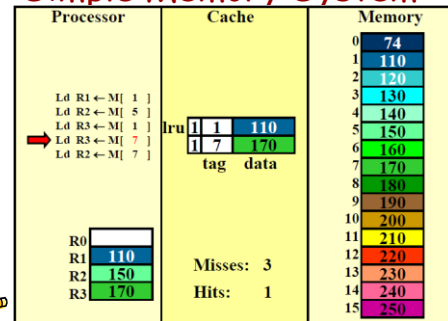 Simple Memory System
Processor
Cache
Memory
Ld R1 ← M[ 1 ]
Ld R2 ← M[ 5 ]
Ld R3 ← M[ 1 ]
Ld R3 ← M[ 7 ]
Ld R2 ← M[ 7 ]
lru 1 1 110
1 7 170
tag data
R0
R1 110
R2 150
R3 170
Misses: 3
Hits: 1
0 74
1 110
2 120
3 130
4 140
5 150
6 160
7 170
8 180
9 190
10 200
11 210
12 220
13 230
14 240
15 250